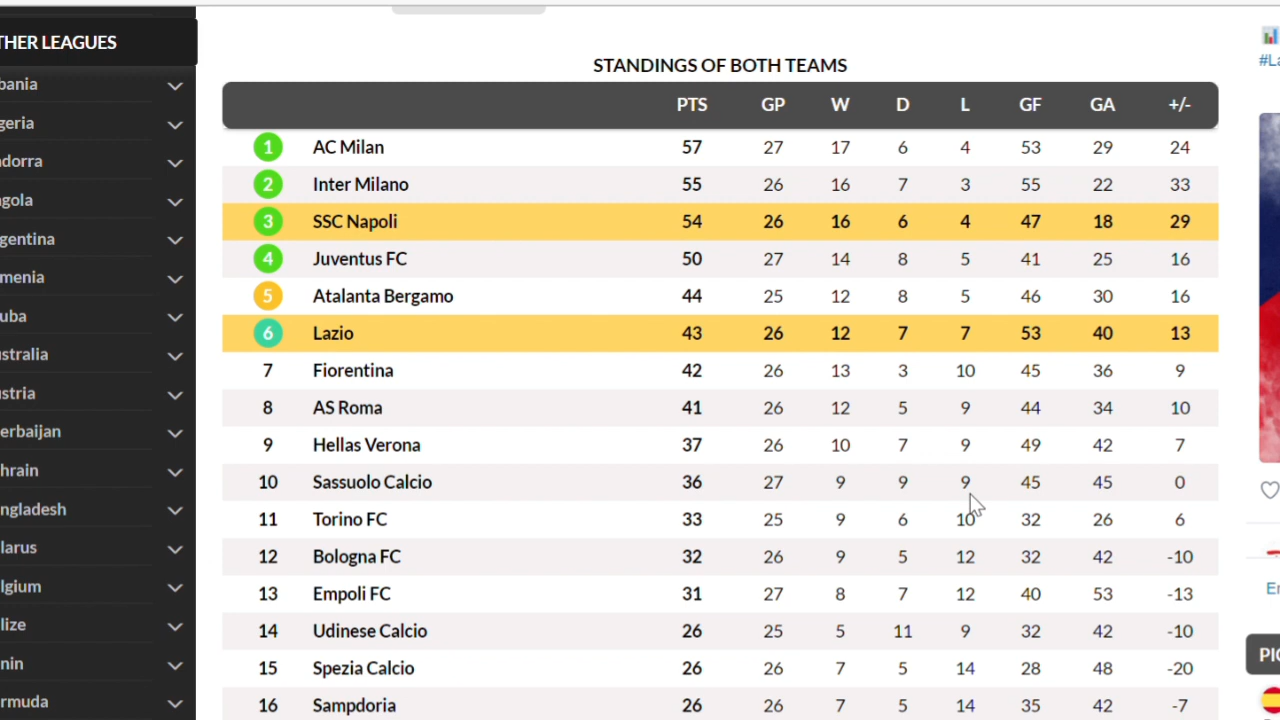 THER LEAGUES
bania
geria
dorra
gola
gentina
menia
uba
stralia
stria
erbaijan
hrain
ngladesh
larus
lgium
lize
nin
rmuda
STANDINGS OF BOTH TEAMS
PTS GP W D L GF GA +/-
1 AC Milan 57 27 17 6 4 53 29 24
2 Inter Milano 55 26 16 7 3 55 22 33
3 SSC Napoli 54 26 16 6 4 47 18 29
4 Juventus FC 50 27 14 8 5 41 25 16
5 Atalanta Bergamo 44 25 12 8 5 46 30 16
6 Lazio 43 26 12 7 7 53 40 13
7 Fiorentina 42 26 13 3 10 45 36 9
8 AS Roma 41 26 12 5 9 44 34 10
9 Hellas Verona 37 26 10 7 9 49 42 7
10 Sassuolo Calcio 36 27 9 9 9 45 45 0
11 Torino FC 33 25 9 6 10 32 26 6
12 Bologna FC 32 26 9 5 12 32 42 -10
13 Empoli FC 31 27 8 7 12 40 53 -13
14 Udinese Calcio 26 25 5 11 9 32 42 -10
15 Spezia Calcio 26 26 7 5 14 28 48 -20
16 Sampdoria 26 26 7 5 14 35 42 -7
#La
Er
PI